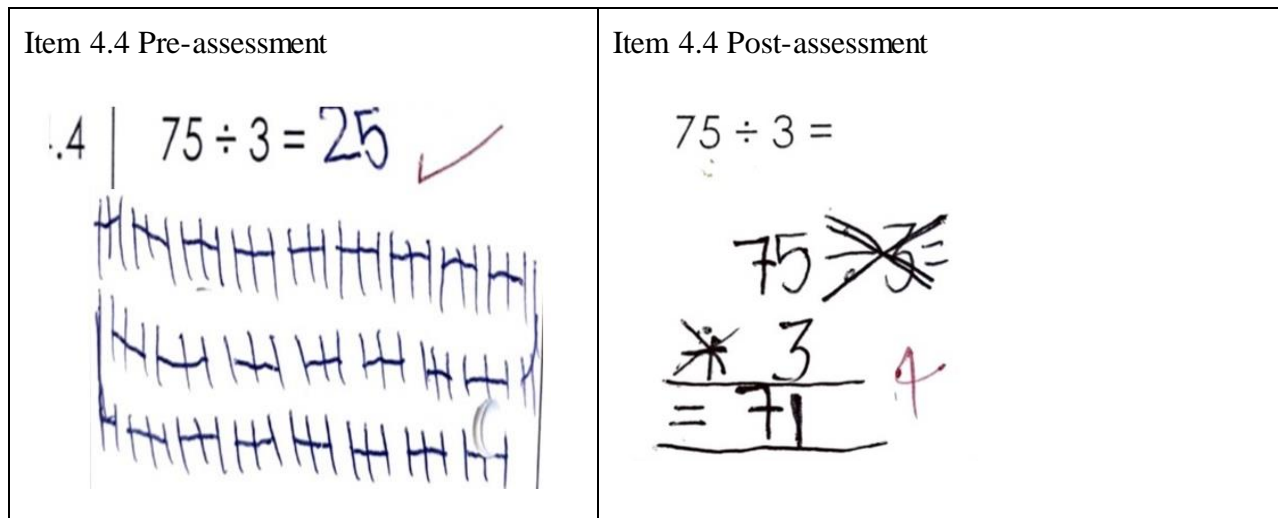 Item 4.4 Pre-assessment
.4 75 ÷ 3 = 25
Item 4.4 Post-assessment
75 ÷ 3 =
75 ÷ 3 =
÷ 3
= 71